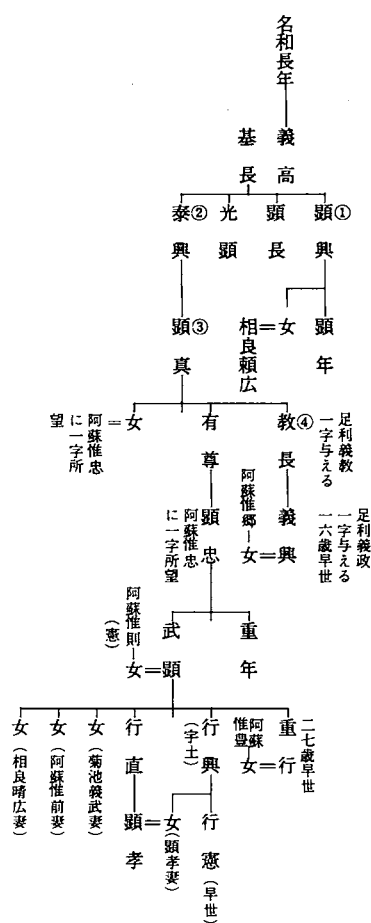 名和長年
義高
基長
顕興①
顕長
光顕
泰興②
顕年
女
相良頼広
顕真③
足利義教
一字与える
教長④
有尊
女
阿蘇惟忠
に一字所
望
足利義政
一字与える
一六歳早世
義興
女
阿蘇惟郷
顕忠
阿蘇惟忠
に一字所望
重年
武顕
女
阿蘇惟則
(憲)
二七歳早世
重行
女
阿蘇
惟豊
行興
(宇土)
行直
女(菊池義武妻)
女(阿蘇惟前妻)
女(相良晴広妻)
行憲(早世)
女(顕孝妻)
顕孝